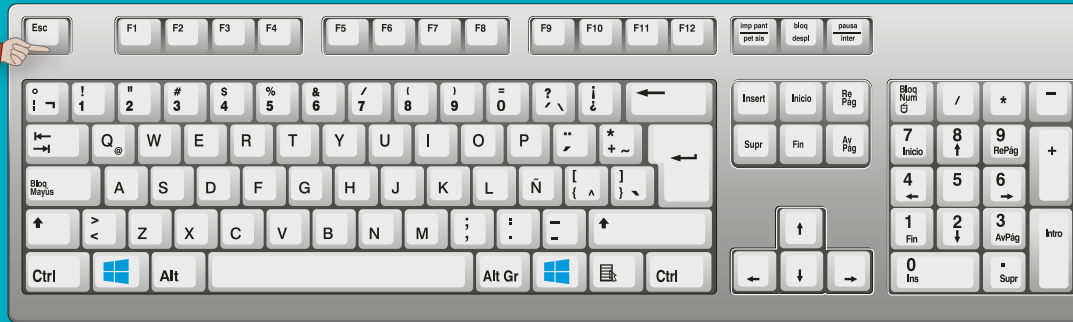 Esc F1 F2 F3 F4 F5 F6 F7 F8 F9 F10 F11 F12 imp pant pet sis bloq despl pausa inter
° | ¬ ! 1 " 2 # 3 $ 4 % 5 & 6 / 7 ( 8 ) 9 = 0 ? ' \ ¡ ¿ ← Insert Inicio Re Pág Bloq Num / * −
Q @ W E R T Y U I O P ¨ ´ * + ~ Supr Fin Av Pág 7 Inicio 8 ↑ 9 RePág +
Bloq Mayús A S D F G H J K L Ñ [ { ^ ] } ` 4 ← 5 6 →
↑ > < Z X C V B N M ; , : . _ - ↑ ↑ 1 Fin 2 ↓ 3 AvPág Intro
Ctrl Alt Alt Gr Ctrl ← ↓ → 0 Ins . Supr